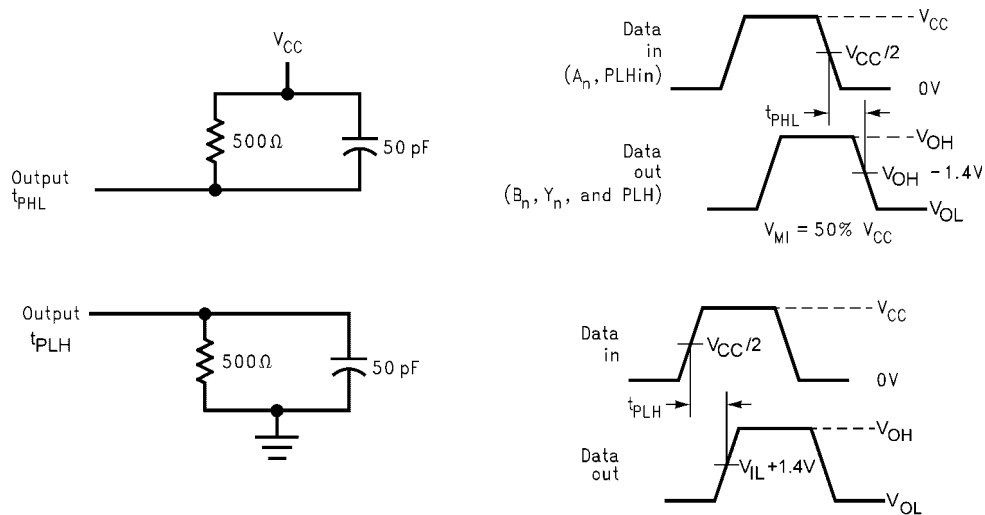 V_CC
500Ω
50 pF
Output
t_PHL
Data
in
(A_n, PLHin)
V_CC
V_CC/2
0V
t_PHL
Data
out
(B_n, Y_n, and PLH)
V_OH
V_OH - 1.4V
V_OL
V_MI = 50% V_CC
Output
t_PLH
500Ω
50 pF
Data
in
V_CC
V_CC/2
0V
t_PLH
Data
out
V_OH
V_IL + 1.4V
V_OL